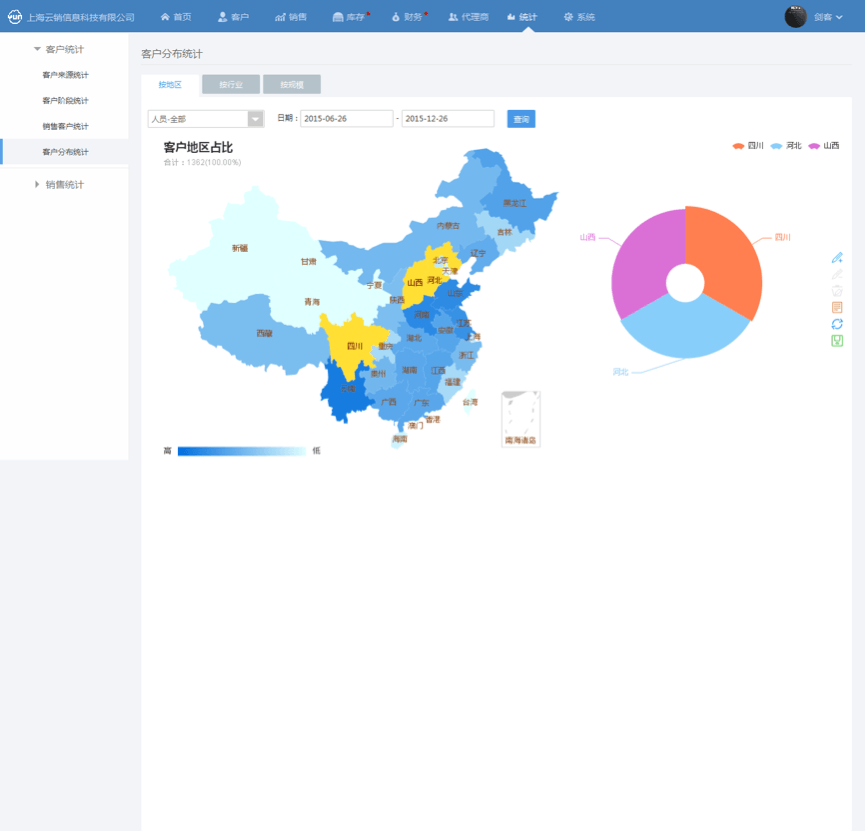 上海云销信息科技有限公司 首页 客户 销售 库存 财务 代理商 统计 系统 剑客
客户统计
客户来源统计
客户阶段统计
销售客户统计
客户分布统计
销售统计
客户分布统计
按地区 按行业 按规模
人员-全部 日期： 2015-06-26 - 2015-12-26 查询
客户地区占比
合计：1362(100.00%)
四川 河北 山西
黑龙江
内蒙古
吉林
新疆
辽宁
甘肃
北京
天津
宁夏
山西 河北
山东
青海
陕西
河南
江苏
西藏
安徽
上海
湖北
四川
重庆
浙江
贵州
湖南
江西
云南
福建
广西
广东
台湾
香港
澳门
海南
南海诸岛
高 低
山西
四川
河北